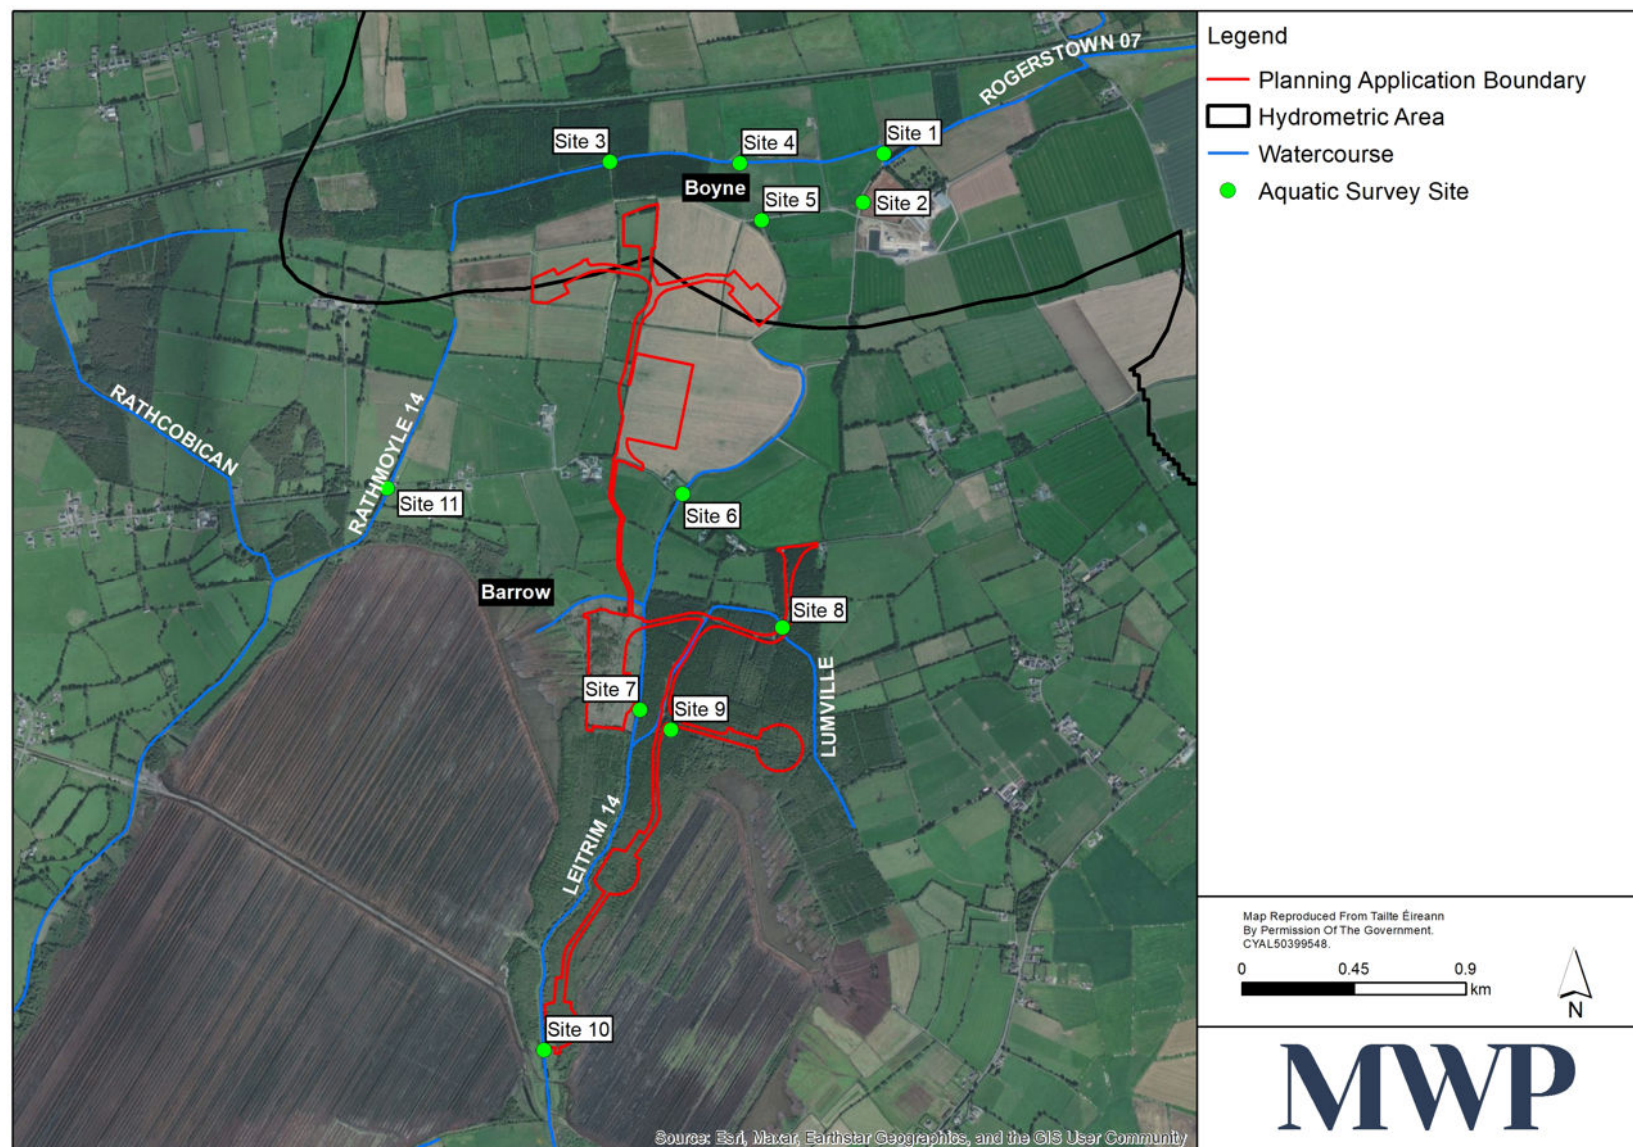 Legend
Planning Application Boundary
Hydrometric Area
Watercourse
Aquatic Survey Site
ROGERSTOWN 07
Site 1
Site 3
Site 4
Boyne
Site 2
Site 5
RATHCOBICAN
RATHMOYLE 14
Site 11
Site 6
Barrow
Site 8
LUMVILLE
Site 7
Site 9
LEITRIM 14
Site 10
Source: Esri, Maxar, Earthstar Geographics, and the GIS User Community
Map Reproduced From Tailte Éireann
By Permission Of The Government.
CYAL50399548.
0 0.45 0.9
km
N
MWP